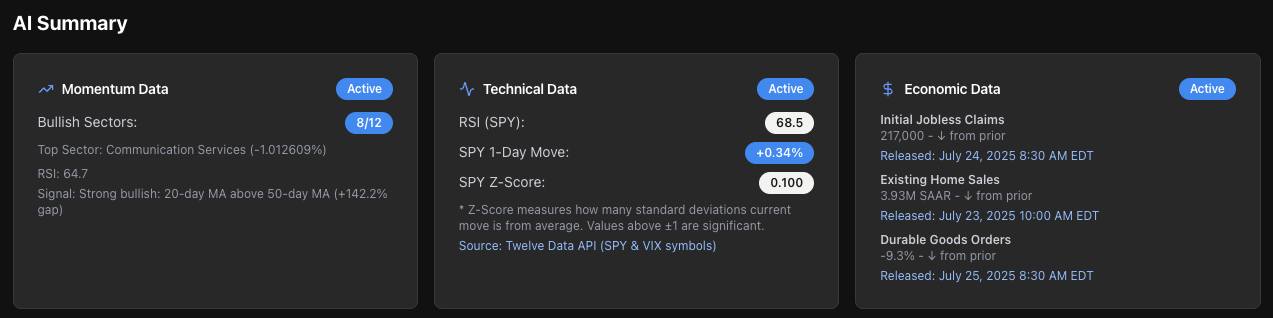 AI Summary
Momentum Data
Active
Bullish Sectors:
8/12
Top Sector: Communication Services (-1.012609%)
RSI: 64.7
Signal: Strong bullish: 20-day MA above 50-day MA (+142.2%
gap)
Technical Data
Active
RSI (SPY):
68.5
SPY 1-Day Move:
+0.34%
SPY Z-Score:
0.100
* Z-Score measures how many standard deviations current
move is from average. Values above ±1 are significant.
Source: Twelve Data API (SPY & VIX symbols)
Economic Data
Active
Initial Jobless Claims
217,000 - ↓ from prior
Released: July 24, 2025 8:30 AM EDT
Existing Home Sales
3.93M SAAR - ↓ from prior
Released: July 23, 2025 10:00 AM EDT
Durable Goods Orders
-9.3% - ↓ from prior
Released: July 25, 2025 8:30 AM EDT